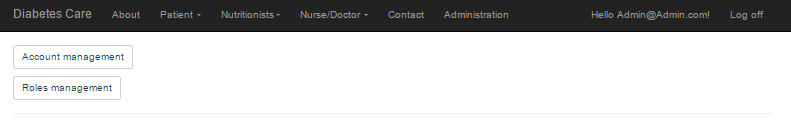 Diabetes Care About Patient Nutritionists Nurse/Doctor Contact Administration Hello Admin@Admin.com! Log off
Account management
Roles management